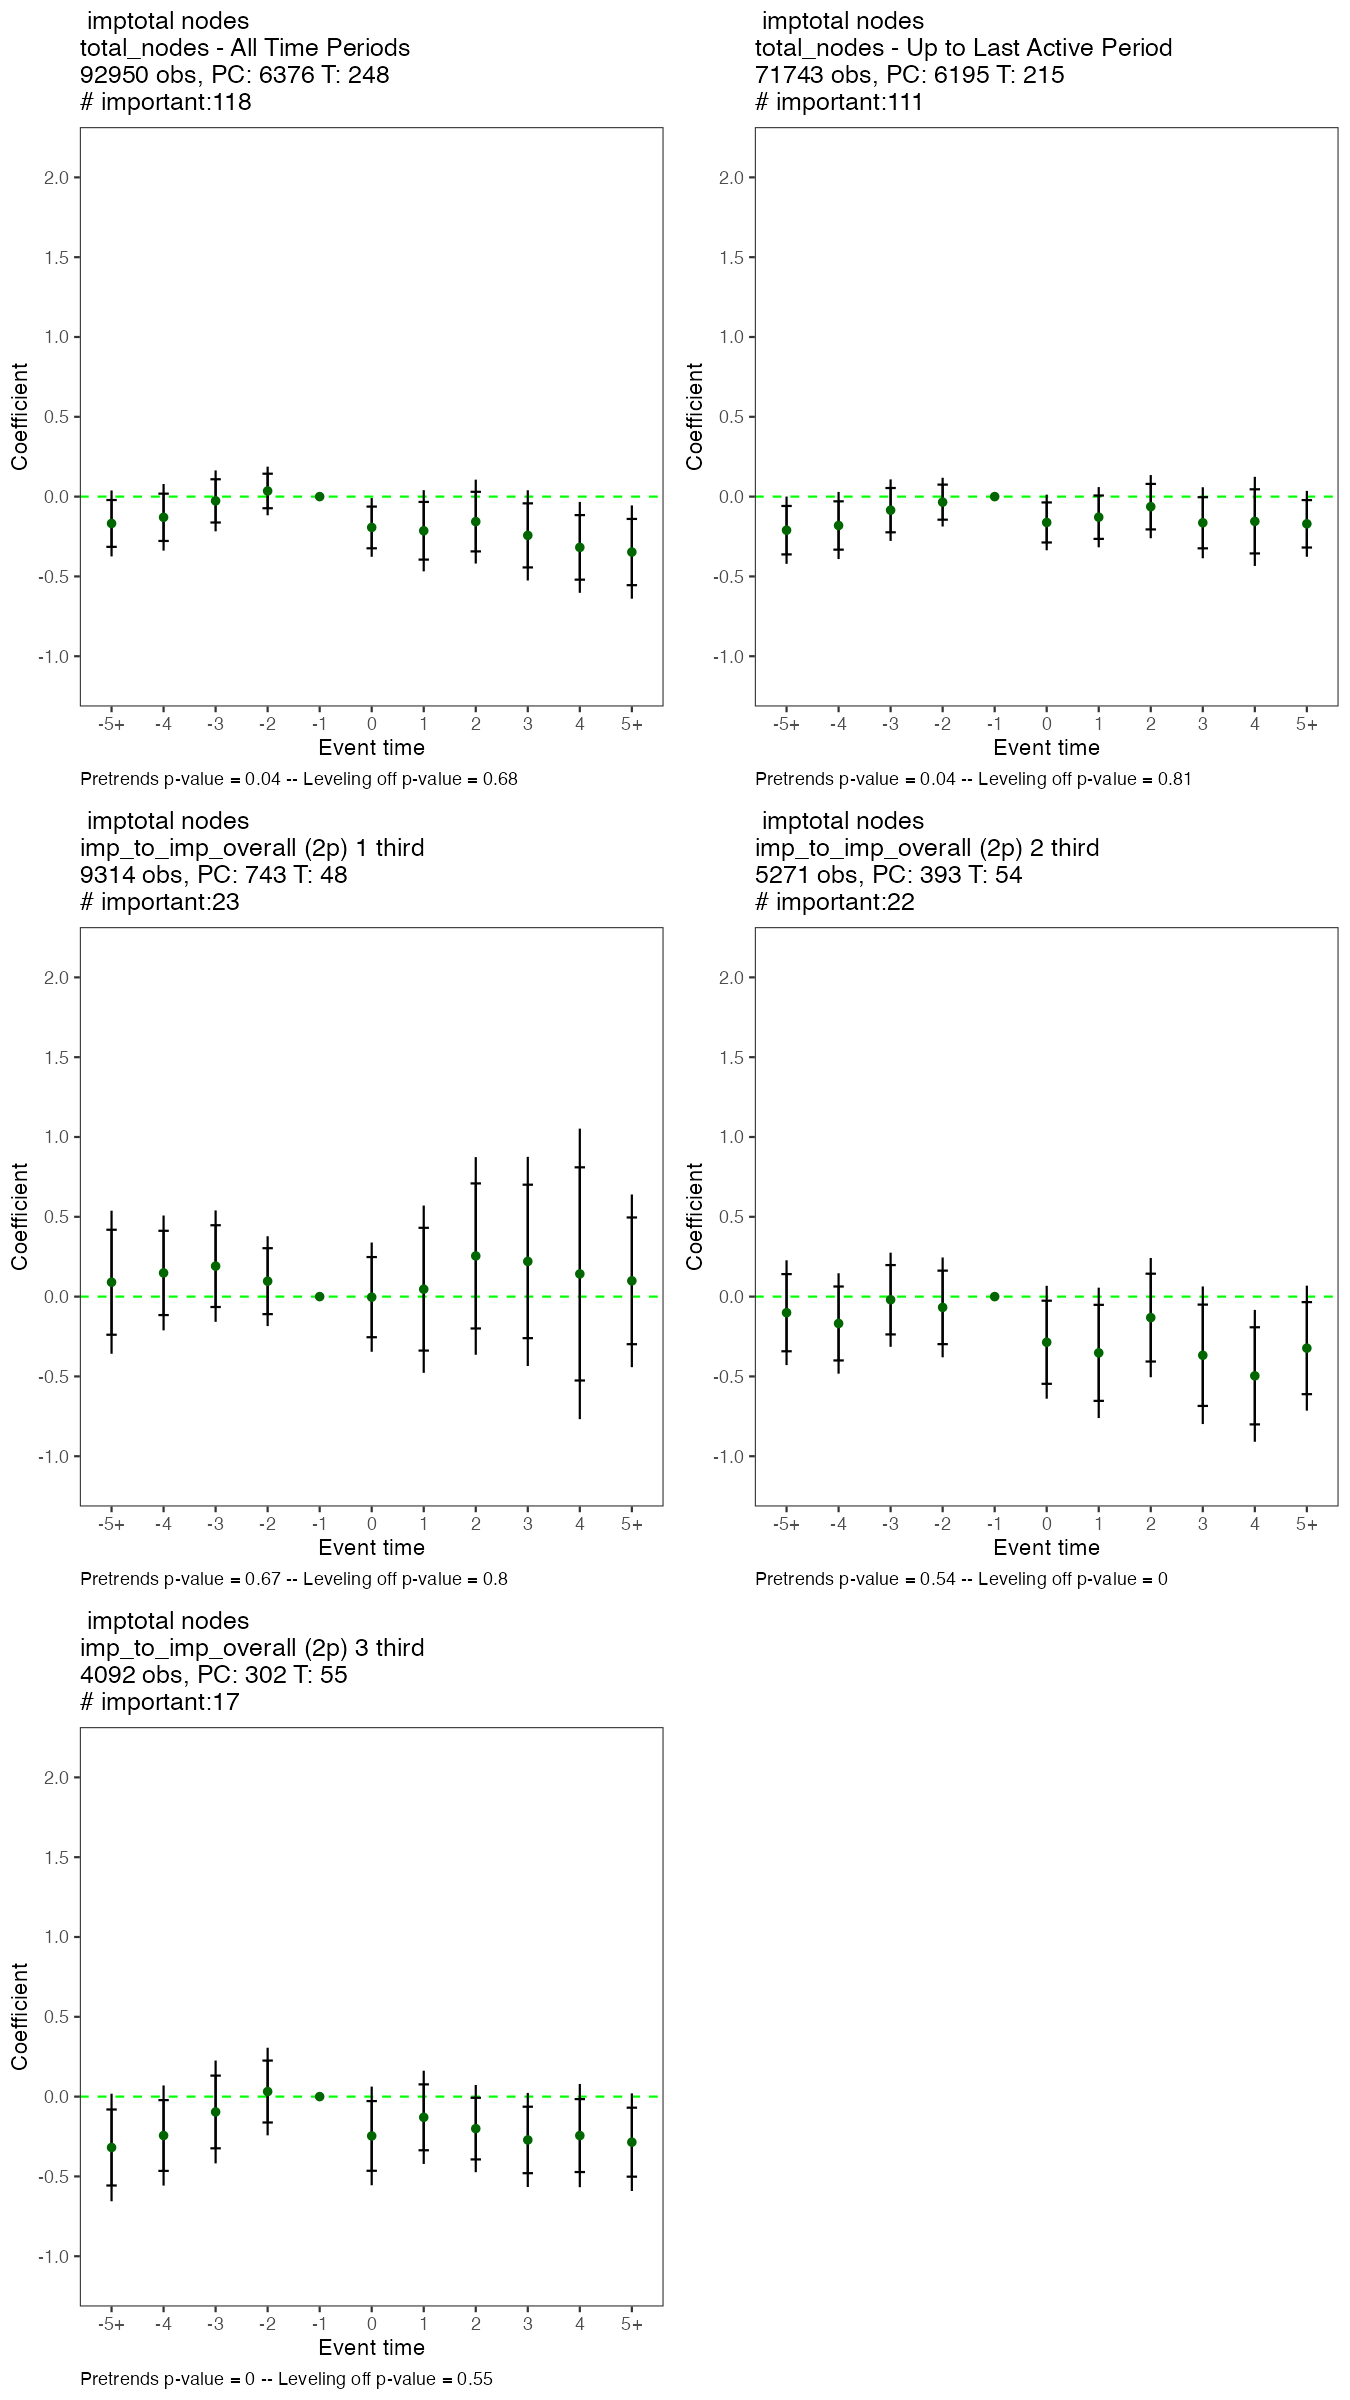 imptotal nodes
total_nodes - All Time Periods
92950 obs, PC: 6376 T: 248
# important:118
2.0
1.5
1.0
0.5
0.0
-0.5
-1.0
Coefficient
-5+ -4 -3 -2 -1 0 1 2 3 4 5+
Event time
Pretrends p-value = 0.04 -- Leveling off p-value = 0.68
imptotal nodes
total_nodes - Up to Last Active Period
71743 obs, PC: 6195 T: 215
# important:111
2.0
1.5
1.0
0.5
0.0
-0.5
-1.0
Coefficient
-5+ -4 -3 -2 -1 0 1 2 3 4 5+
Event time
Pretrends p-value = 0.04 -- Leveling off p-value = 0.81
imptotal nodes
imp_to_imp_overall (2p) 1 third
9314 obs, PC: 743 T: 48
# important:23
2.0
1.5
1.0
0.5
0.0
-0.5
-1.0
Coefficient
-5+ -4 -3 -2 -1 0 1 2 3 4 5+
Event time
Pretrends p-value = 0.67 -- Leveling off p-value = 0.8
imptotal nodes
imp_to_imp_overall (2p) 2 third
5271 obs, PC: 393 T: 54
# important:22
2.0
1.5
1.0
0.5
0.0
-0.5
-1.0
Coefficient
-5+ -4 -3 -2 -1 0 1 2 3 4 5+
Event time
Pretrends p-value = 0.54 -- Leveling off p-value = 0
imptotal nodes
imp_to_imp_overall (2p) 3 third
4092 obs, PC: 302 T: 55
# important:17
2.0
1.5
1.0
0.5
0.0
-0.5
-1.0
Coefficient
-5+ -4 -3 -2 -1 0 1 2 3 4 5+
Event time
Pretrends p-value = 0 -- Leveling off p-value = 0.55